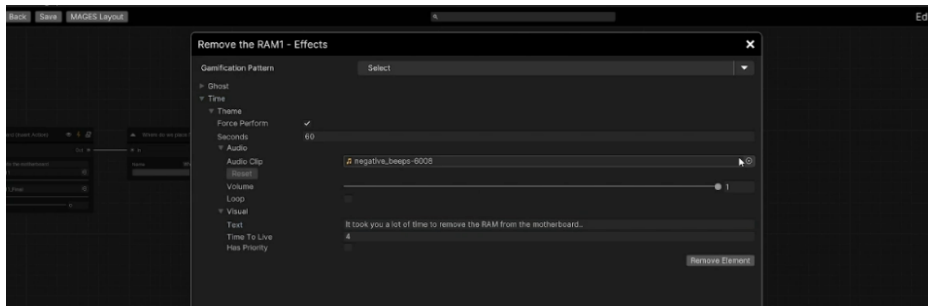 Back Save MAGES Layout Ed
Remove the RAM1 - Effects
Gamification Pattern Select
Ghost
Time
Theme
Force Perform
Seconds 60
Audio
Audio Clip negative_beeps-6008
Reset
Volume 1
Loop
Visual
Text It took you a lot of time to remove the RAM from the motherboard..
Time To Live 4
Has Priority
Remove Element